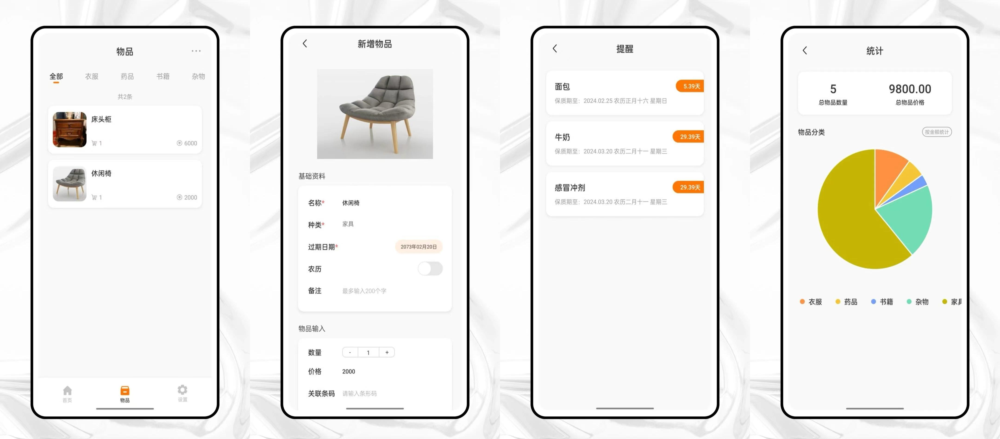 物品
全部 衣服 药品 书籍 杂物
共2条
床头柜
1 6000
休闲椅
1 2000
首页 物品 设置
新增物品
基础资料
名称* 休闲椅
种类* 家具
过期日期* 2073年02月20日
农历
备注 最多输入200个字
物品输入
数量 - 1 +
价格 2000
关联条码 请输入条形码
提醒
面包 5.39天
保质期至：2024.02.25 农历正月十六 星期日
牛奶 29.39天
保质期至：2024.03.20 农历二月十一 星期三
感冒冲剂 29.39天
保质期至：2024.03.20 农历二月十一 星期三
统计
5 9800.00
总物品数量 总物品价格
物品分类 按金额统计
衣服 药品 书籍 杂物 家具